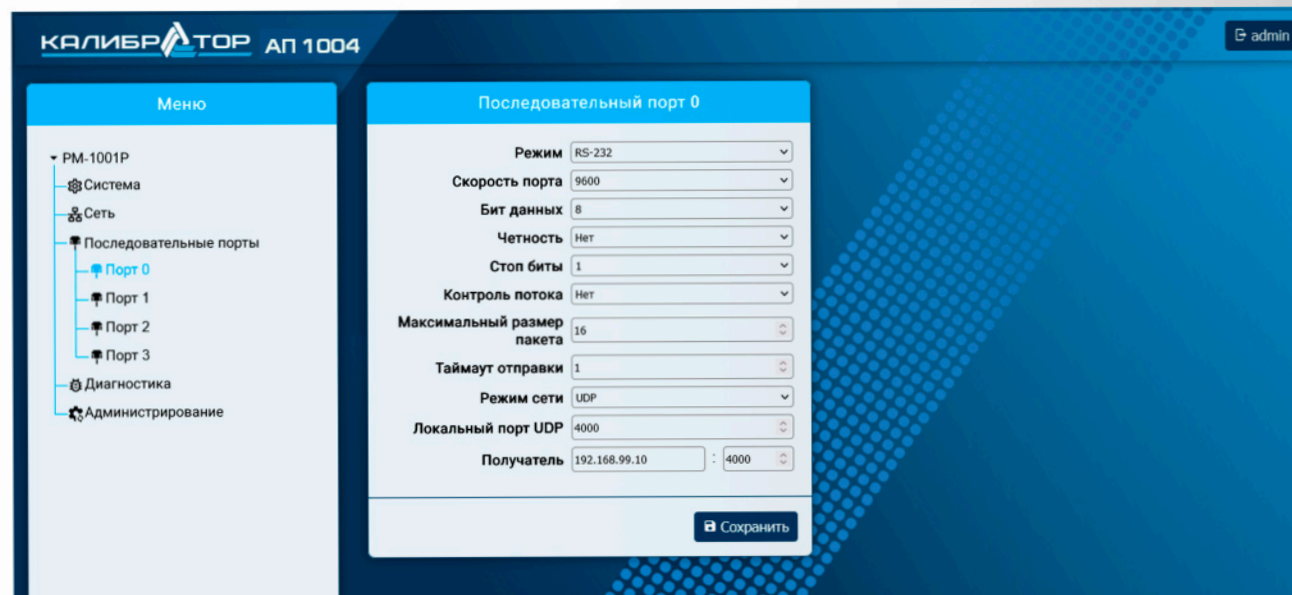 КАЛИБРАТОР АП 1004
admin
Меню
РМ-1001Р
Система
Сеть
Последовательные порты
Порт 0
Порт 1
Порт 2
Порт 3
Диагностика
Администрирование
Последовательный порт 0
Режим RS-232
Скорость порта 9600
Бит данных 8
Четность Нет
Стоп биты 1
Контроль потока Нет
Максимальный размер
пакета 16
Таймаут отправки 1
Режим сети UDP
Локальный порт UDP 4000
Получатель 192.168.99.10 : 4000
Сохранить